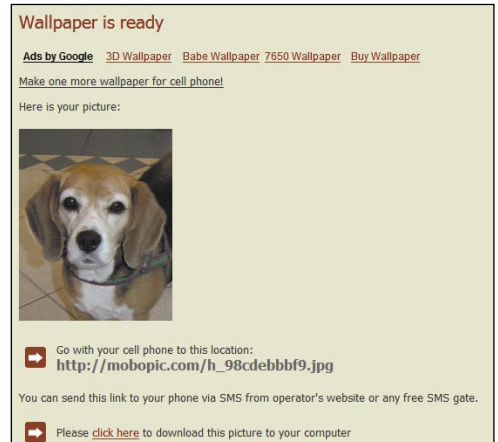 Wallpaper is ready
Ads by Google 3D Wallpaper Babe Wallpaper 7650 Wallpaper Buy Wallpaper
Make one more wallpaper for cell phone!
Here is your picture:
Go with your cell phone to this location:
http://mobopic.com/h_98cdebbbf9.jpg
You can send this link to your phone via SMS from operator's website or any free SMS gate.
Please click here to download this picture to your computer